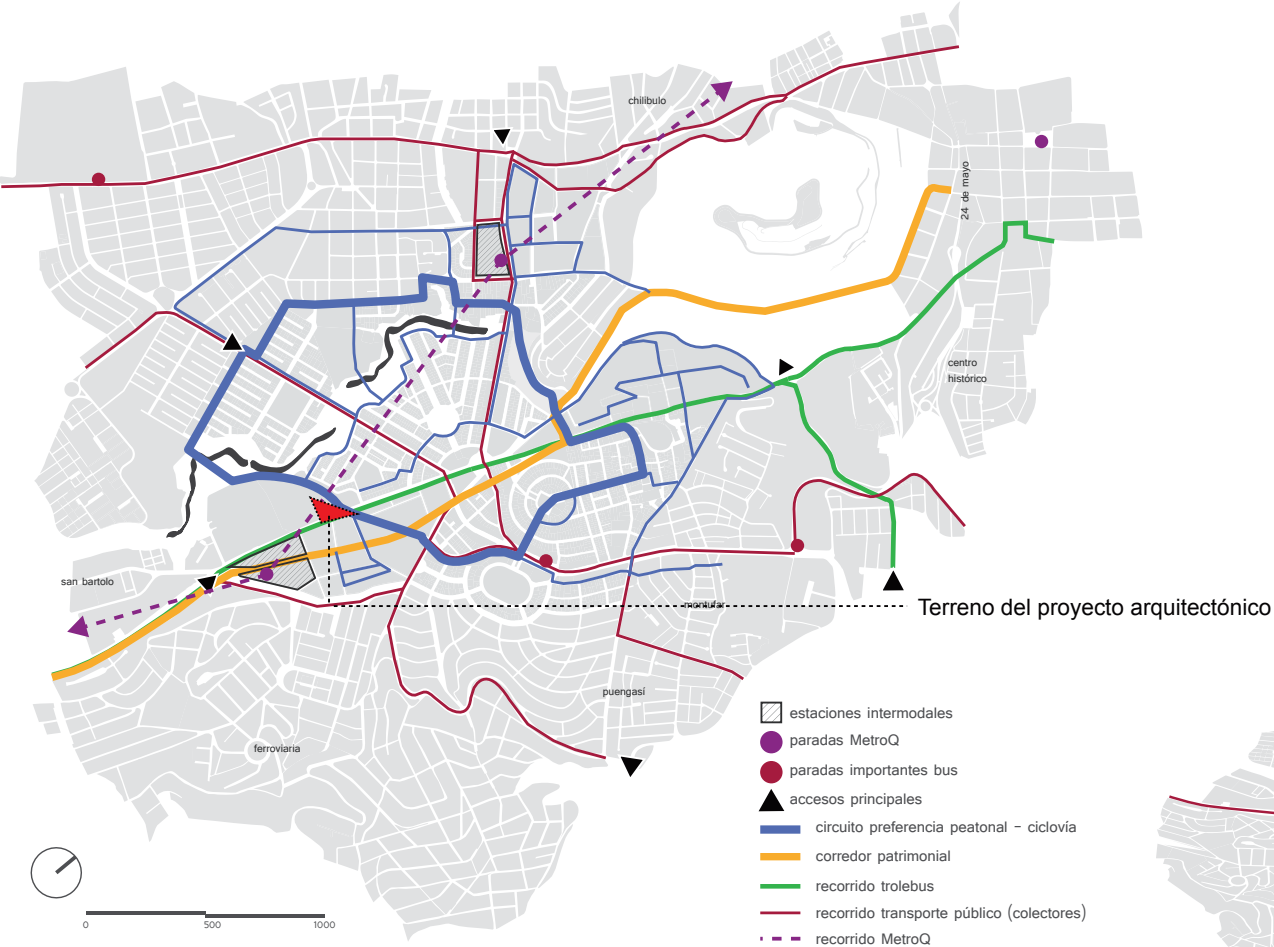 chilibulo
24 de mayo
centro
histórico
san bartolo
Terreno del proyecto arquitectónico
montufar
puengasí
ferroviaria
estaciones intermodales
paradas MetroQ
paradas importantes bus
accesos principales
circuito preferencia peatonal - ciclovía
corredor patrimonial
recorrido trolebus
recorrido transporte público (colectores)
recorrido MetroQ
0 500 1000